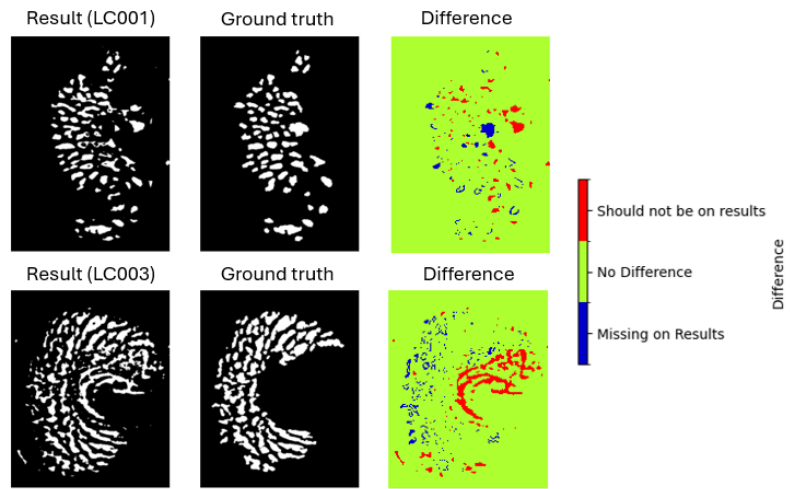 Result (LC001) Ground truth Difference
Should not be on results
No Difference
Missing on Results
Difference
Result (LC003) Ground truth Difference